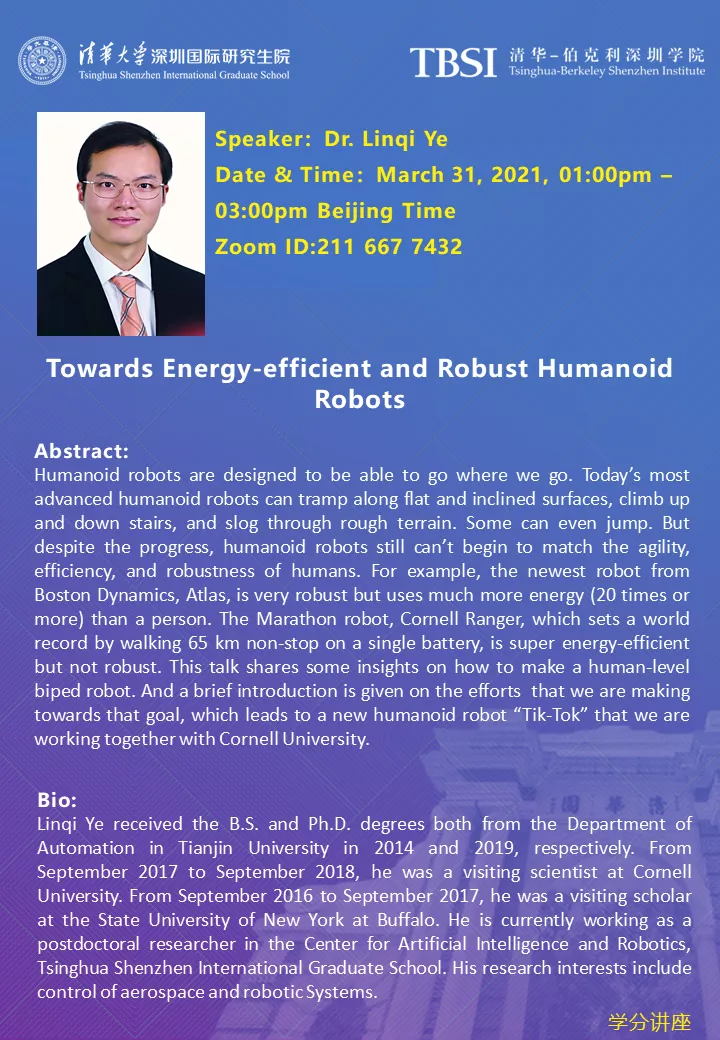 清華大学深圳国际研究生院
Tsinghua Shenzhen International Graduate School
TBSI
清华-伯克利深圳学院
Tsinghua-Berkeley Shenzhen Institute
Speaker: Dr. Linqi Ye
Date & Time: March 31, 2021, 01:00pm –
03:00pm Beijing Time
Zoom ID:211 667 7432
Towards Energy-efficient and Robust Humanoid
Robots
Abstract:
Humanoid robots are designed to be able to go where we go. Today’s most
advanced humanoid robots can tramp along flat and inclined surfaces, climb up
and down stairs, and slog through rough terrain. Some can even jump. But
despite the progress, humanoid robots still can’t begin to match the agility,
efficiency, and robustness of humans. For example, the newest robot from
Boston Dynamics, Atlas, is very robust but uses much more energy (20 times or
more) than a person. The Marathon robot, Cornell Ranger, which sets a world
record by walking 65 km non-stop on a single battery, is super energy-efficient
but not robust. This talk shares some insights on how to make a human-level
biped robot. And a brief introduction is given on the efforts that we are making
towards that goal, which leads to a new humanoid robot “Tik-Tok” that we are
working together with Cornell University.
園華清
Bio:
Linqi Ye received the B.S. and Ph.D. degrees both from the Department of
Automation in Tianjin University in 2014 and 2019, respectively. From
September 2017 to September 2018, he was a visiting scientist at Cornell
University. From September 2016 to September 2017, he was a visiting scholar
at the State University of New York at Buffalo. He is currently working as a
postdoctoral researcher in the Center for Artificial Intelligence and Robotics,
Tsinghua Shenzhen International Graduate School. His research interests include
control of aerospace and robotic Systems.
学分讲座